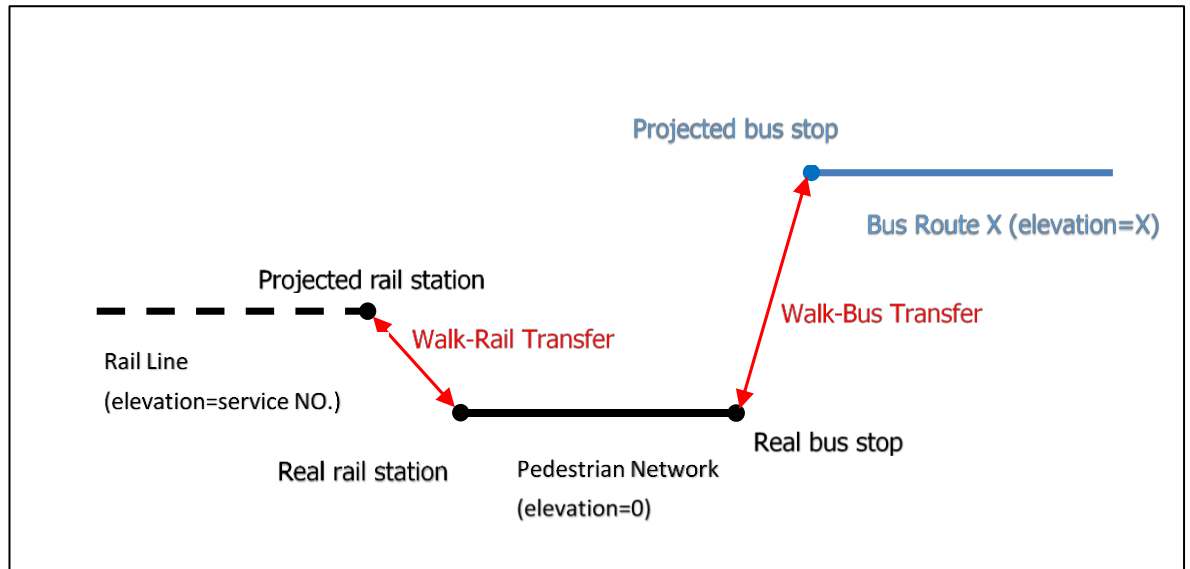 Projected bus stop
Bus Route X (elevation=X)
Projected rail station
Walk-Rail Transfer
Walk-Bus Transfer
Rail Line
(elevation=service NO.)
Real rail station
Pedestrian Network
(elevation=0)
Real bus stop